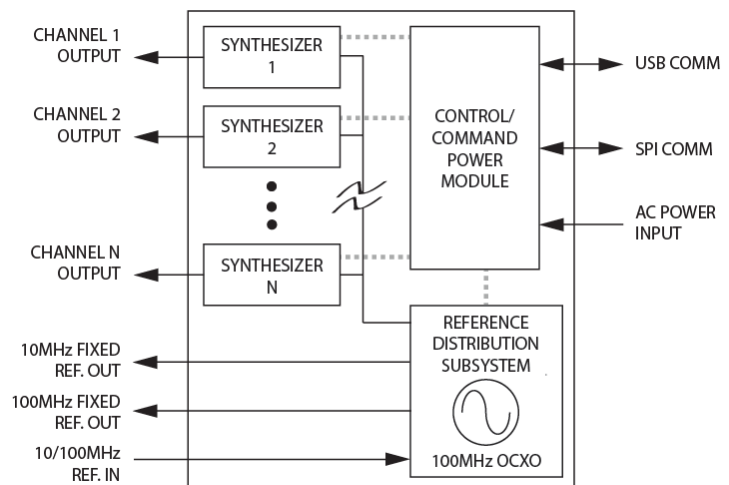 CHANNEL 1
OUTPUT
SYNTHESIZER
1
CHANNEL 2
OUTPUT
SYNTHESIZER
2
CHANNEL N
OUTPUT
SYNTHESIZER
N
CONTROL/
COMMAND
POWER
MODULE
USB COMM
SPI COMM
AC POWER
INPUT
10MHz FIXED
REF. OUT
100MHz FIXED
REF. OUT
10/100MHz
REF. IN
REFERENCE
DISTRIBUTION
SUBSYSTEM
100MHz OCXO